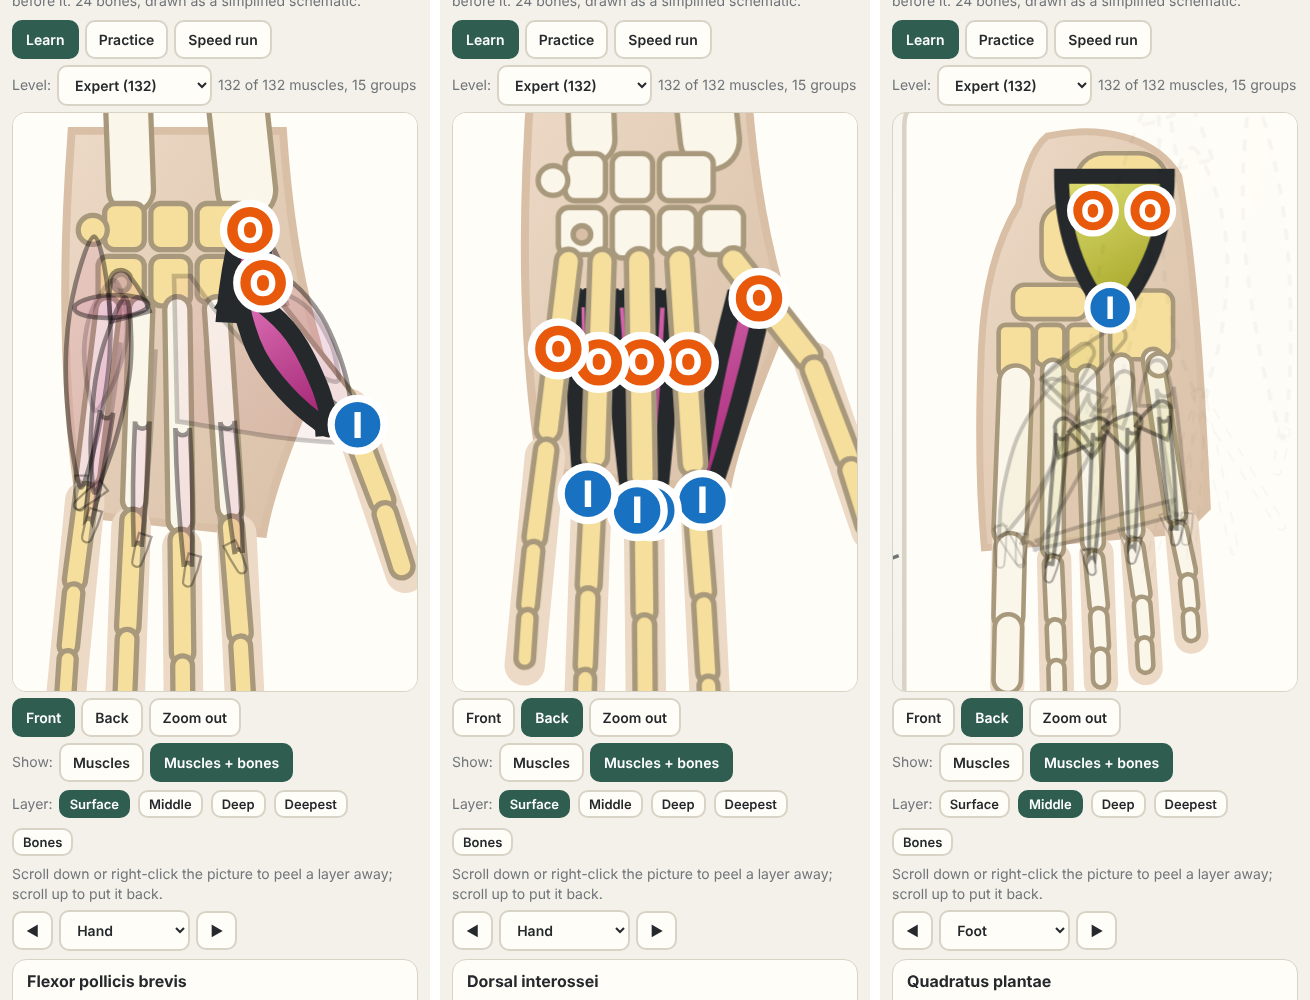 before it. 24 bones, drawn as a simplified schematic.
Learn Practice Speed run
Level: Expert (132) 132 of 132 muscles, 15 groups
O
O
I
Front Back Zoom out
Show: Muscles Muscles + bones
Layer: Surface Middle Deep Deepest
Bones
Scroll down or right-click the picture to peel a layer away;
scroll up to put it back.
◀ Hand ▶
Flexor pollicis brevis
before it. 24 bones, drawn as a simplified schematic.
Learn Practice Speed run
Level: Expert (132) 132 of 132 muscles, 15 groups
O
O O O O
I I I
Front Back Zoom out
Show: Muscles Muscles + bones
Layer: Surface Middle Deep Deepest
Bones
Scroll down or right-click the picture to peel a layer away;
scroll up to put it back.
◀ Hand ▶
Dorsal interossei
before it. 24 bones, drawn as a simplified schematic.
Learn Practice Speed run
Level: Expert (132) 132 of 132 muscles, 15 groups
O O
I
Front Back Zoom out
Show: Muscles Muscles + bones
Layer: Surface Middle Deep Deepest
Bones
Scroll down or right-click the picture to peel a layer away;
scroll up to put it back.
◀ Foot ▶
Quadratus plantae